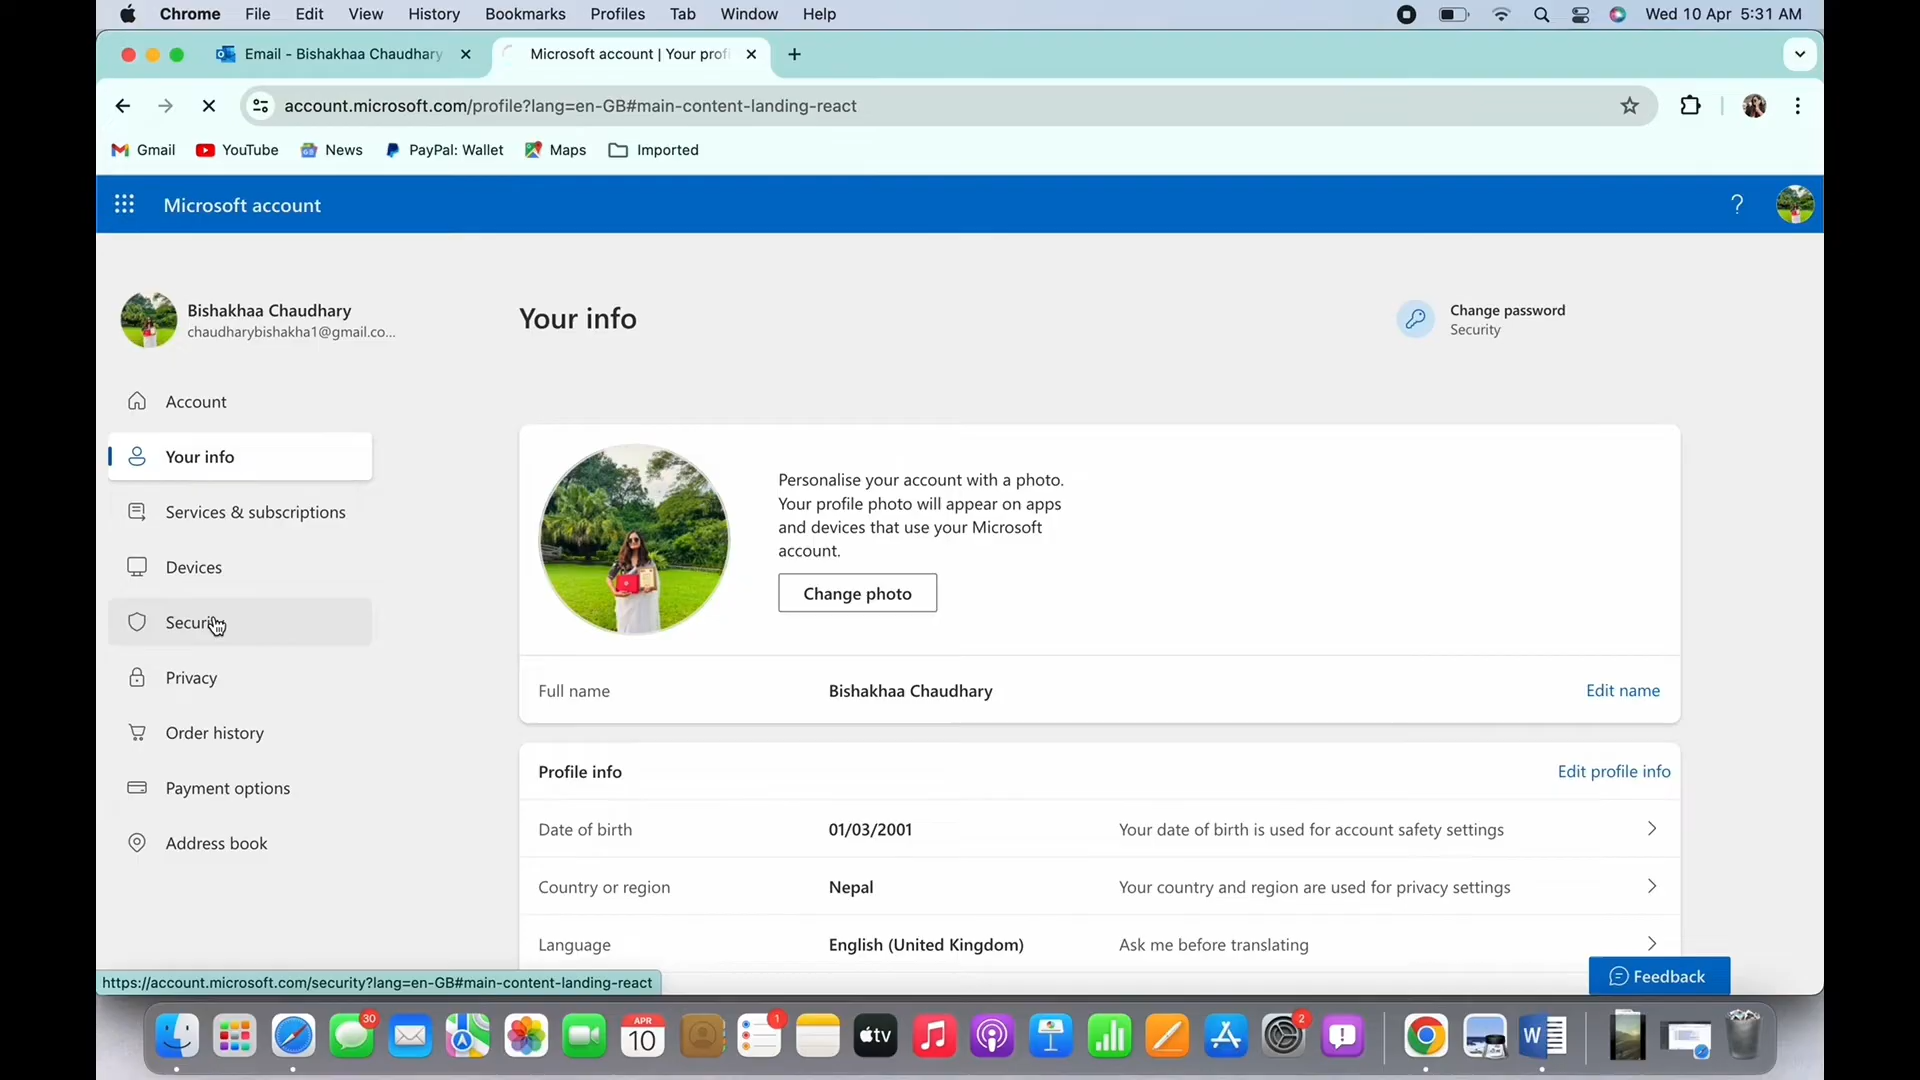 Chrome File Edit View History Bookmarks Profiles Tab Window Help Wed 10 Apr 5:31 AM
Email - Bishakhaa Chaudhary
Microsoft account | Your prof
account.microsoft.com/profile?lang=en-GB#main-content-landing-react
Gmail YouTube News PayPal: Wallet Maps Imported
Microsoft account
?
Bishakhaa Chaudhary
chaudharybishakha1@gmail.co...
Your info
Change password
Security
Account
Your info
Services & subscriptions
Devices
Security
Privacy
Order history
Payment options
Address book
Personalise your account with a photo.
Your profile photo will appear on apps
and devices that use your Microsoft
account.
Change photo
Full name Bishakhaa Chaudhary Edit name
Profile info Edit profile info
Date of birth 01/03/2001 Your date of birth is used for account safety settings
Country or region Nepal Your country and region are used for privacy settings
Language English (United Kingdom) Ask me before translating
Feedback
https://account.microsoft.com/security?lang=en-GB#main-content-landing-react
30
APR
10
1
tv
2
W